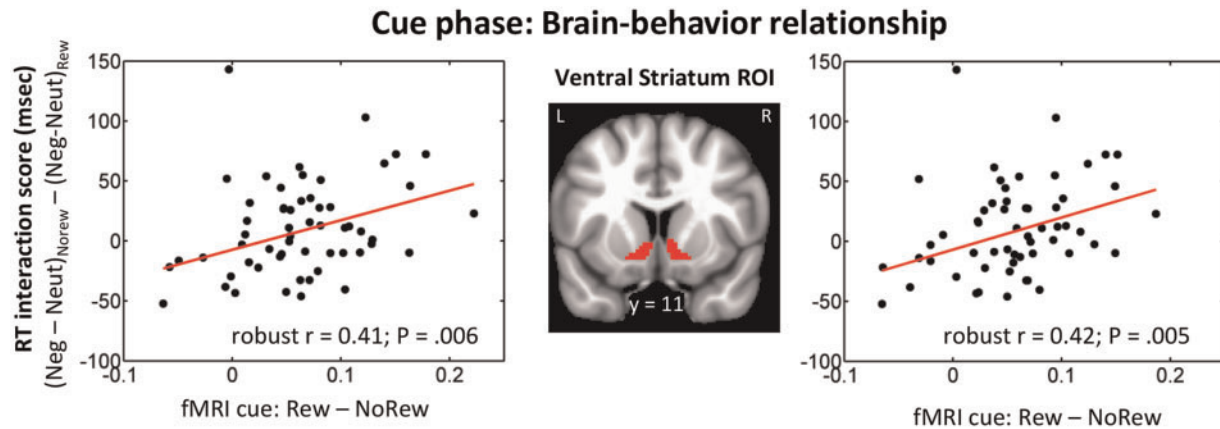 Cue phase: Brain-behavior relationship
RT interaction score (msec)
(Neg – Neut)Norew – (Neg-Neut)Rew
150
100
50
0
-50
-100
-0.1
0
0.1
0.2
robust r = 0.41; P = .006
fMRI cue: Rew – NoRew
Ventral Striatum ROI
L
R
y = 11
150
100
50
0
-50
-100
-0.1
0
0.1
0.2
robust r = 0.42; P = .005
fMRI cue: Rew – NoRew